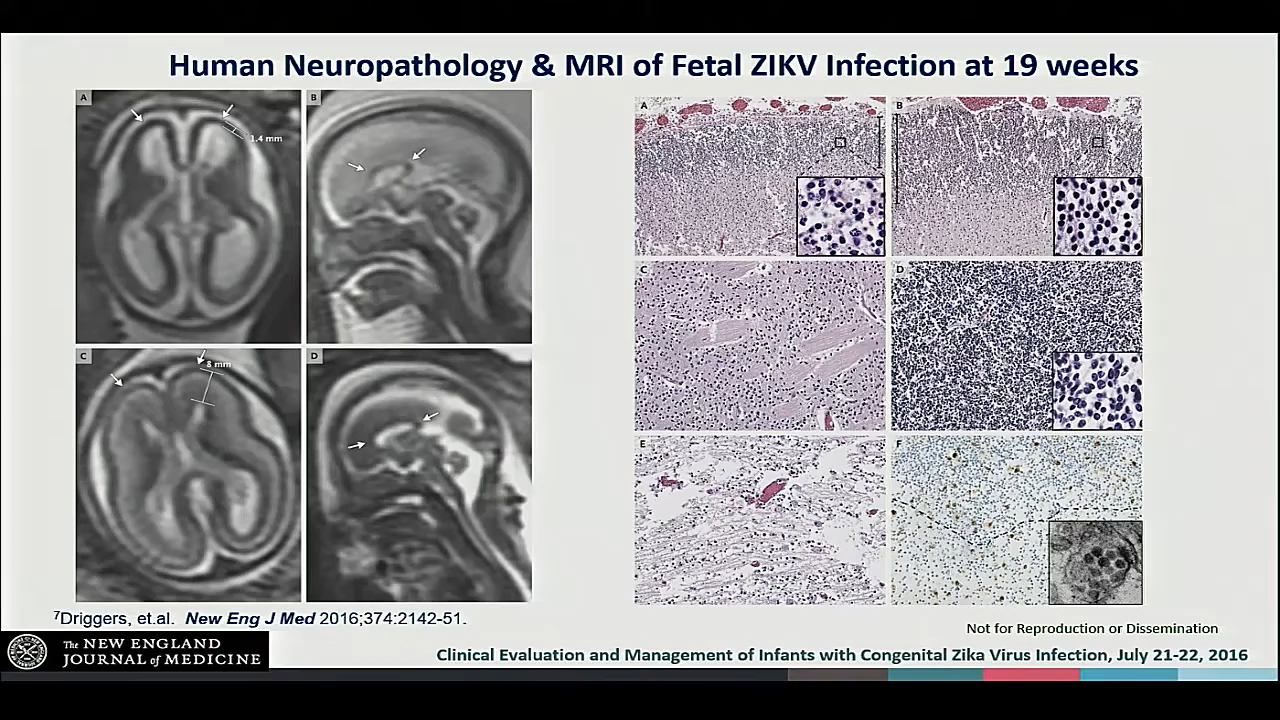 Human Neuropathology & MRI of Fetal ZIKV Infection at 19 weeks
A
1.4 mm
B
C
8 mm
D
A
B
C
D
E
F
7Driggers, et.al. New Eng J Med 2016;374:2142-51.
Not for Reproduction or Dissemination
The NEW ENGLAND
JOURNAL of MEDICINE
Clinical Evaluation and Management of Infants with Congenital Zika Virus Infection, July 21-22, 2016